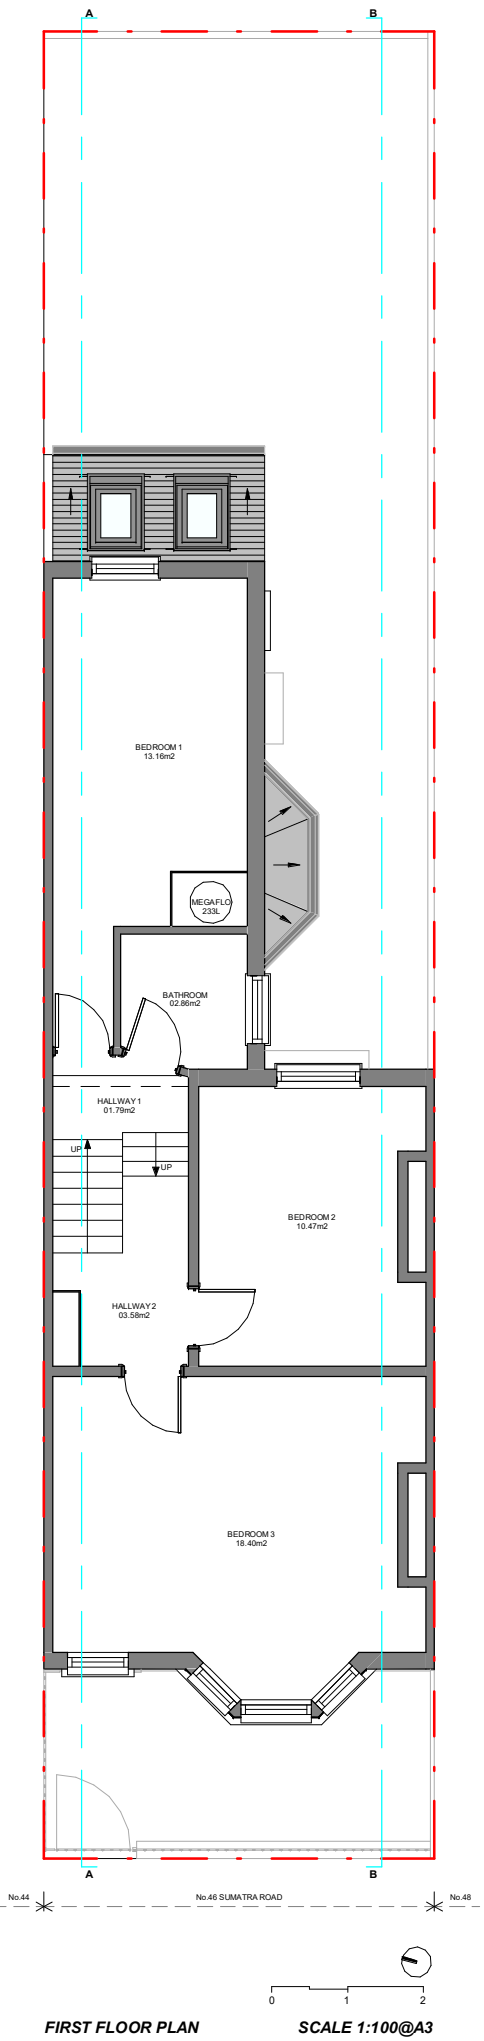 A B
BEDROOM 1
13.16m2
MEGAFLO
233L
BATHROOM
02.86m2
HALLWAY 1
01.79m2
UP
UP
BEDROOM 2
10.47m2
HALLWAY 2
03.58m2
BEDROOM 3
18.40m2
A B
No.44 No.46 SUMATRA ROAD No.48
0 1 2
FIRST FLOOR PLAN SCALE 1:100@A3